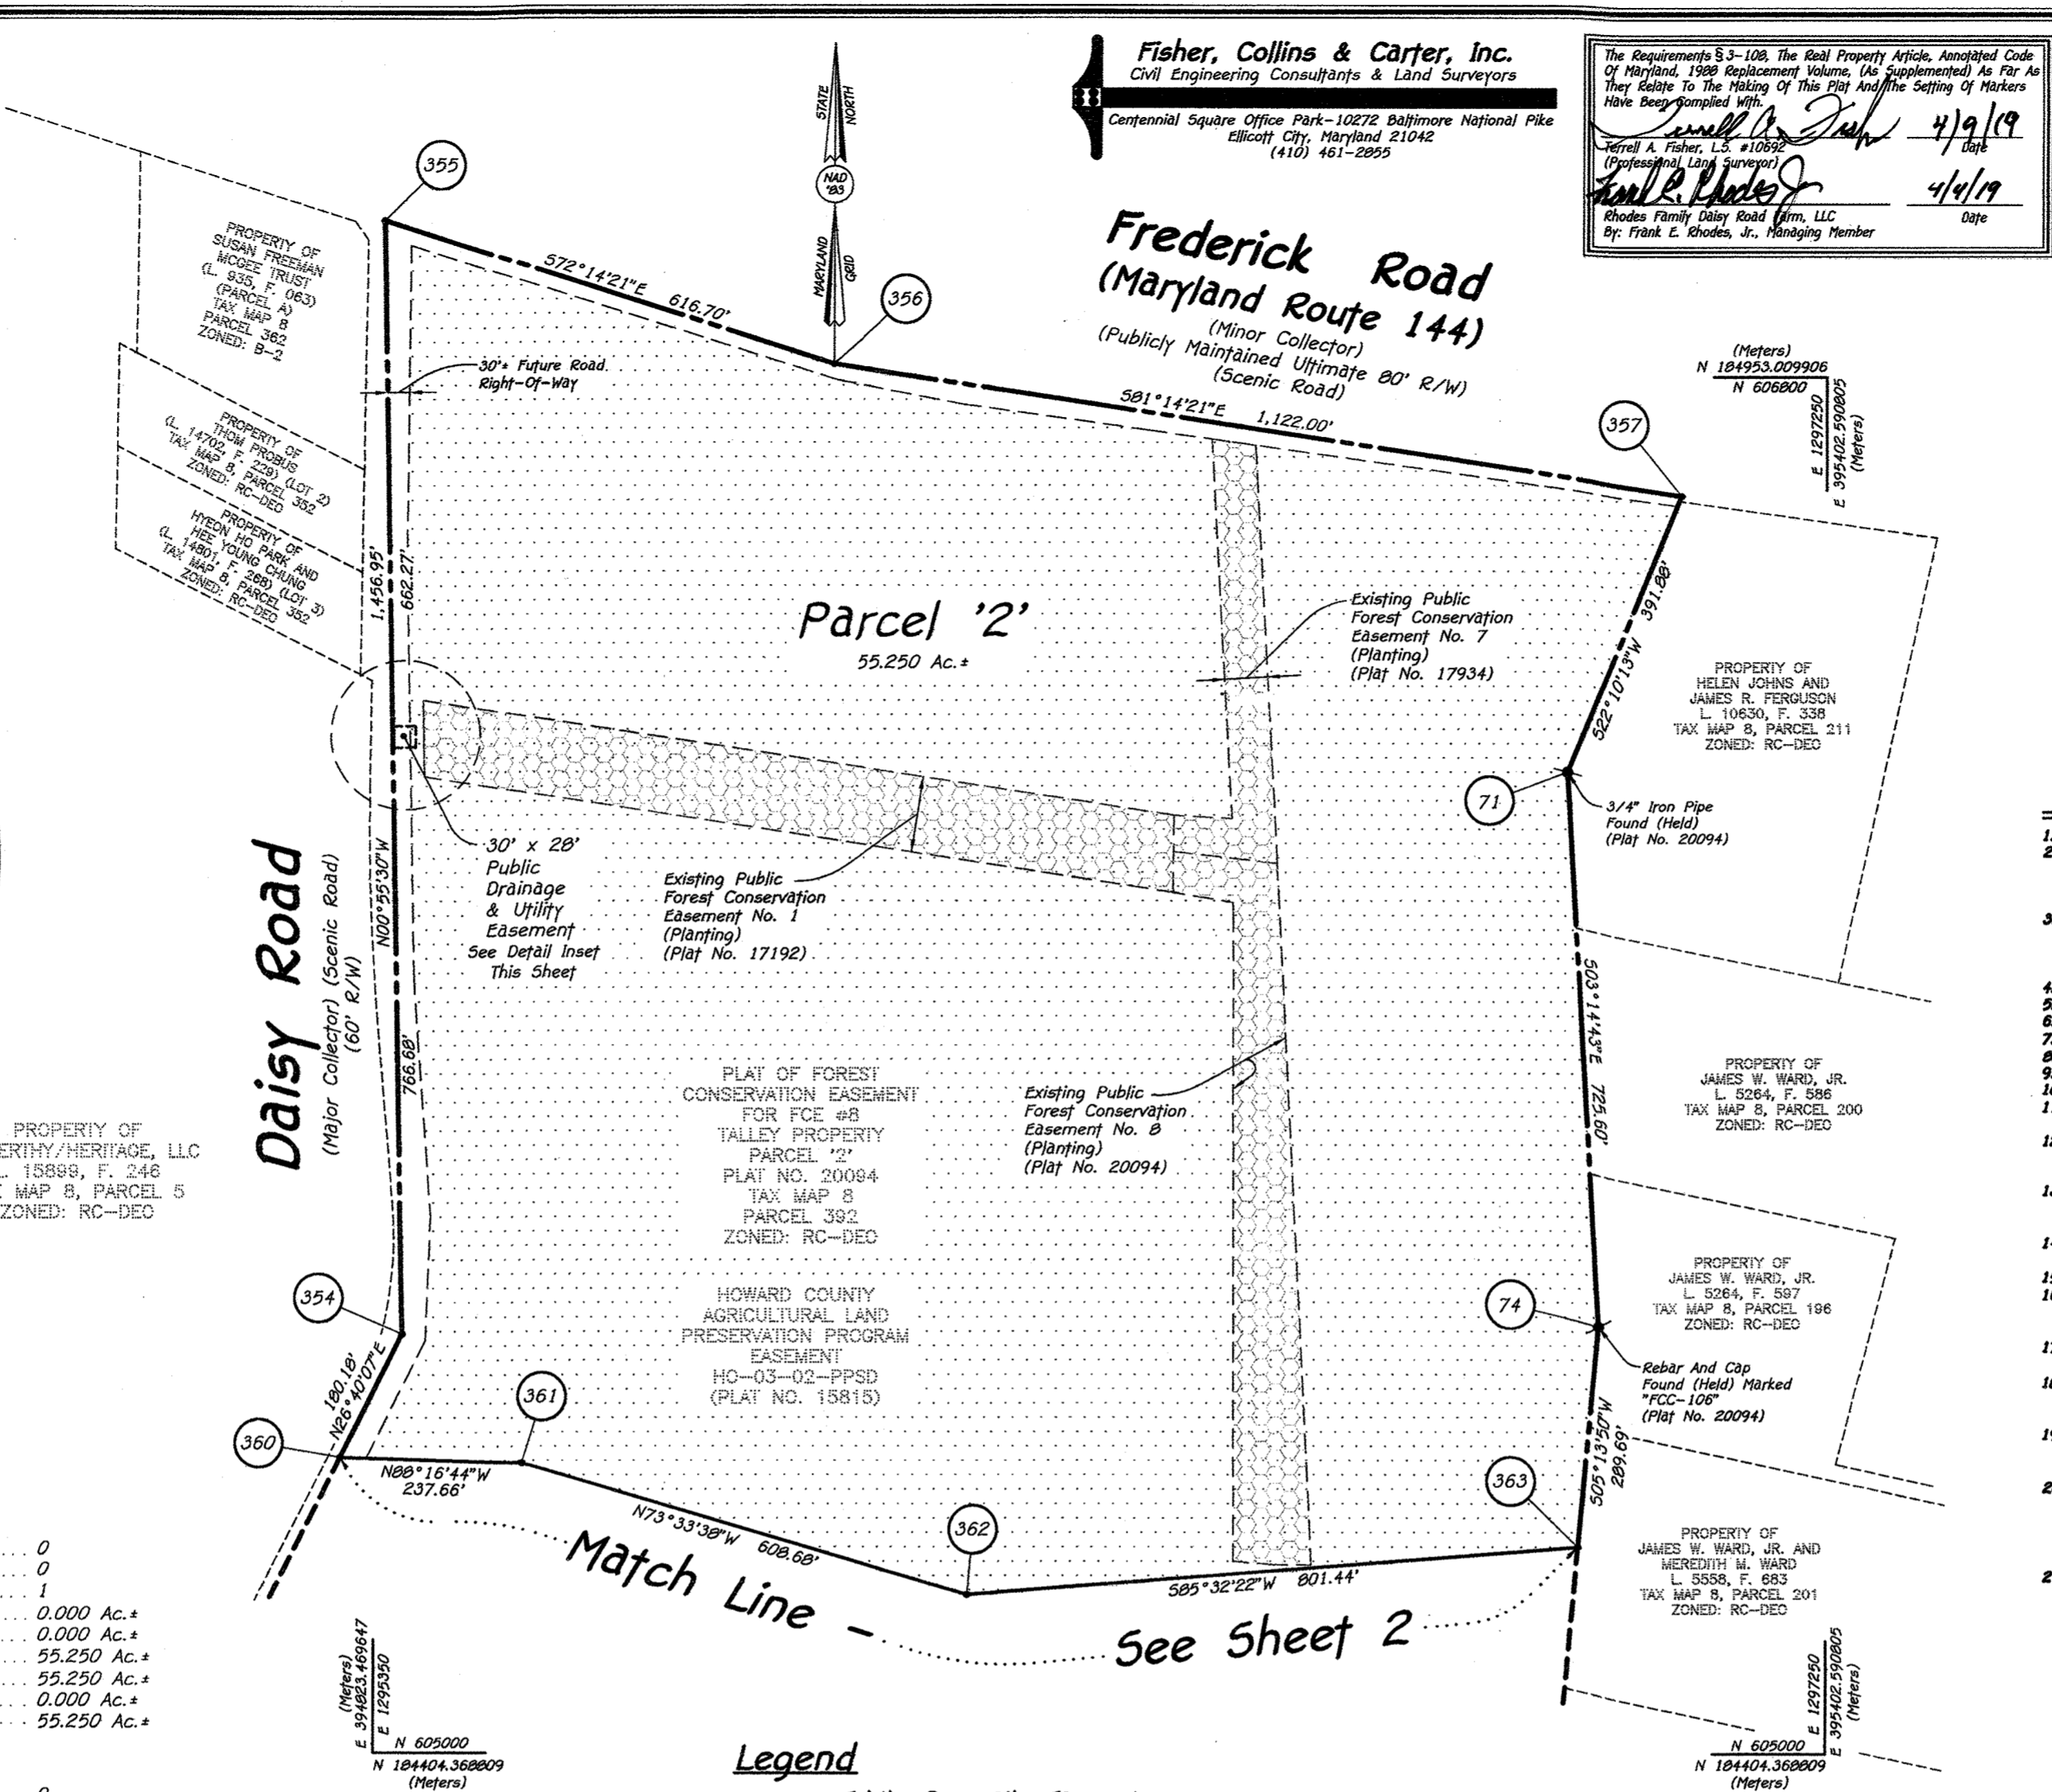 Fisher, Collins & Carter, Inc.
Civil Engineering Consultants & Land Surveyors
Centennial Square Office Park-10272 Baltimore National Pike
Ellicott City, Maryland 21042
(410) 461-2855
The Requirements §3-108, The Real Property Article, Annotated Code
Of Maryland, 1988 Replacement Volume, (As Supplemented) As Far As
They Relate To The Making Of This Plat And The Setting Of Markers
Have Been Complied With.
4/9/19
Terrell A. Fisher, L.S. #10692
Date
(Professional Land Surveyor)
4/4/19
Rhodes Family Daisy Road Farm, LLC
Date
By: Frank E. Rhodes, Jr., Managing Member
STATE
NORTH
NAD
'83
MARYLAND
GRID
355
356
357
S72°14'21"E 616.70'
Frederick Road
(Maryland Route 144)
(Minor Collector)
(Publicly Maintained Ultimate 80' R/W)
(Scenic Road)
S81°14'21"E 1,122.00'
(Meters)
N 184953.009906
N 606800
E 1297250
E 395402.590805
(Meters)
PROPERTY OF
SUSAN FREEMAN
MCGEE TRUST
(L. 935, F. 063)
(PARCEL A)
TAX MAP 8
PARCEL 362
ZONED: B-2
30'± Future Road
Right-Of-Way
PROPERTY OF
THOM PROBUS
(L. 14702, F. 229) (LOT 2)
TAX MAP 8, PARCEL 352
ZONED: RC-DEO
PROPERTY OF
HYEON HO PARK AND
HEE YOUNG CHUNG
(L. 14801, F. 268) (LOT 3)
TAX MAP 8, PARCEL 352
ZONED: RC-DEO
1,456.95'
662.27'
Parcel '2'
55.250 Ac.±
Existing Public
Forest Conservation
Easement No. 7
(Planting)
(Plat No. 17934)
S22°10'13"W 391.88'
PROPERTY OF
HELEN JOHNS AND
JAMES R. FERGUSON
L. 10630, F. 338
TAX MAP 8, PARCEL 211
ZONED: RC-DEO
71
3/4" Iron Pipe
Found (Held)
(Plat No. 20094)
30' x 28'
Public
Drainage
& Utility
Easement
See Detail Inset
This Sheet
Existing Public
Forest Conservation
Easement No. 1
(Planting)
(Plat No. 17192)
Daisy Road
(Major Collector) (Scenic Road)
(60' R/W)
N00°55'30"W
766.68'
S03°14'43"E 725.60'
PLAT OF FOREST
CONSERVATION EASEMENT
FOR FCE #8
TALLEY PROPERTY
PARCEL '2'
PLAT NO. 20094
TAX MAP 8
PARCEL 392
ZONED: RC-DEO
HOWARD COUNTY
AGRICULTURAL LAND
PRESERVATION PROGRAM
EASEMENT
HO-03-02-PPSD
(PLAT NO. 15815)
Existing Public
Forest Conservation
Easement No. 8
(Planting)
(Plat No. 20094)
PROPERTY OF
JAMES W. WARD, JR.
L. 5264, F. 586
TAX MAP 8, PARCEL 200
ZONED: RC-DEO
PROPERTY OF
ERTHY/HERITAGE, LLC
L. 15899, F. 246
MAP 8, PARCEL 5
ZONED: RC-DEO
PROPERTY OF
JAMES W. WARD, JR.
L. 5264, F. 597
TAX MAP 8, PARCEL 196
ZONED: RC-DEO
354
74
Rebar And Cap
Found (Held) Marked
"FCC-106"
(Plat No. 20094)
180.18'
N26°40'07"E
360
361
362
363
N88°16'44"W
237.66'
N73°33'38"W 608.68'
S85°32'22"W 801.44'
S05°13'50"W
289.69'
Match Line - See Sheet 2
PROPERTY OF
JAMES W. WARD, JR. AND
MEREDITH M. WARD
L. 5558, F. 683
TAX MAP 8, PARCEL 201
ZONED: RC-DEO
0
0
1
0.000 Ac.±
0.000 Ac.±
55.250 Ac.±
55.250 Ac.±
0.000 Ac.±
55.250 Ac.±
(Meters)
E 394823.469647
E 1295350
N 605000
N 184404.368809
(Meters)
E 1297250
E 395402.590805
(Meters)
N 605000
N 184404.368809
(Meters)
Legend